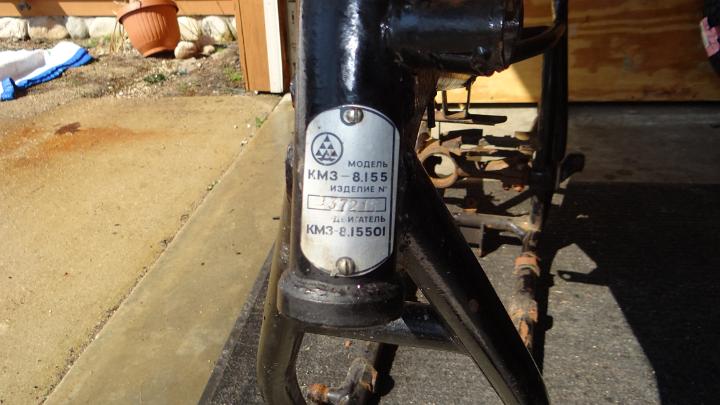 МОДЕЛЬ
КМЗ-8.155
ИЗДЕЛИЕ №
ДВИГАТЕЛЬ
КМЗ-8.15501